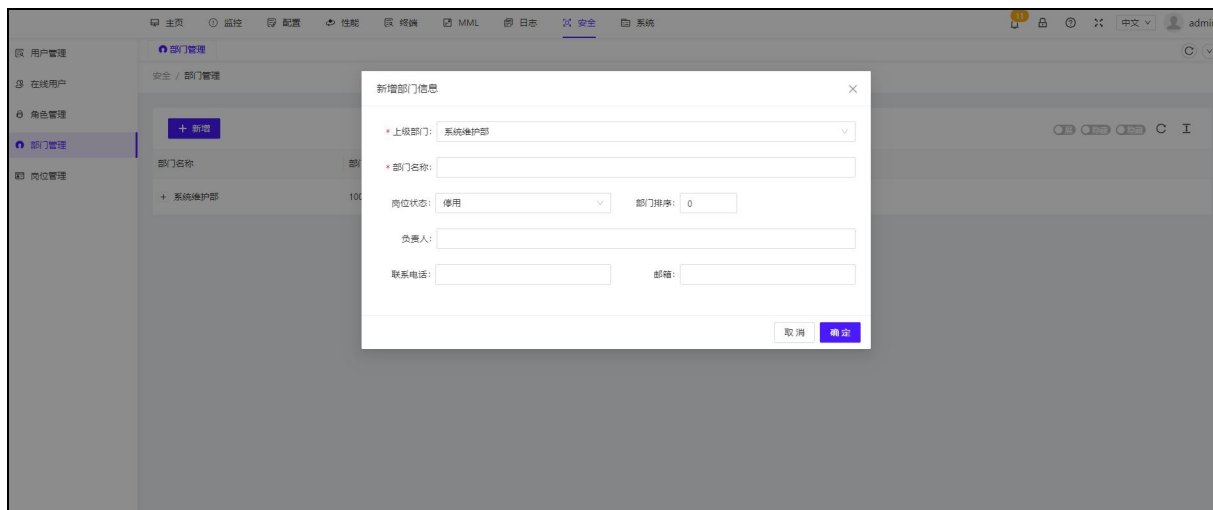 主页 监控 配置 性能 终端 MML 日志 安全 系统 11 中文 admin
用户管理
在线用户
角色管理
部门管理
岗位管理
部门管理
安全 / 部门管理
新增
部门名称
系统维护部 100
新增部门信息
* 上级部门: 系统维护部
* 部门名称:
岗位状态: 停用 部门排序: 0
负责人:
联系电话: 邮箱:
取消 确定